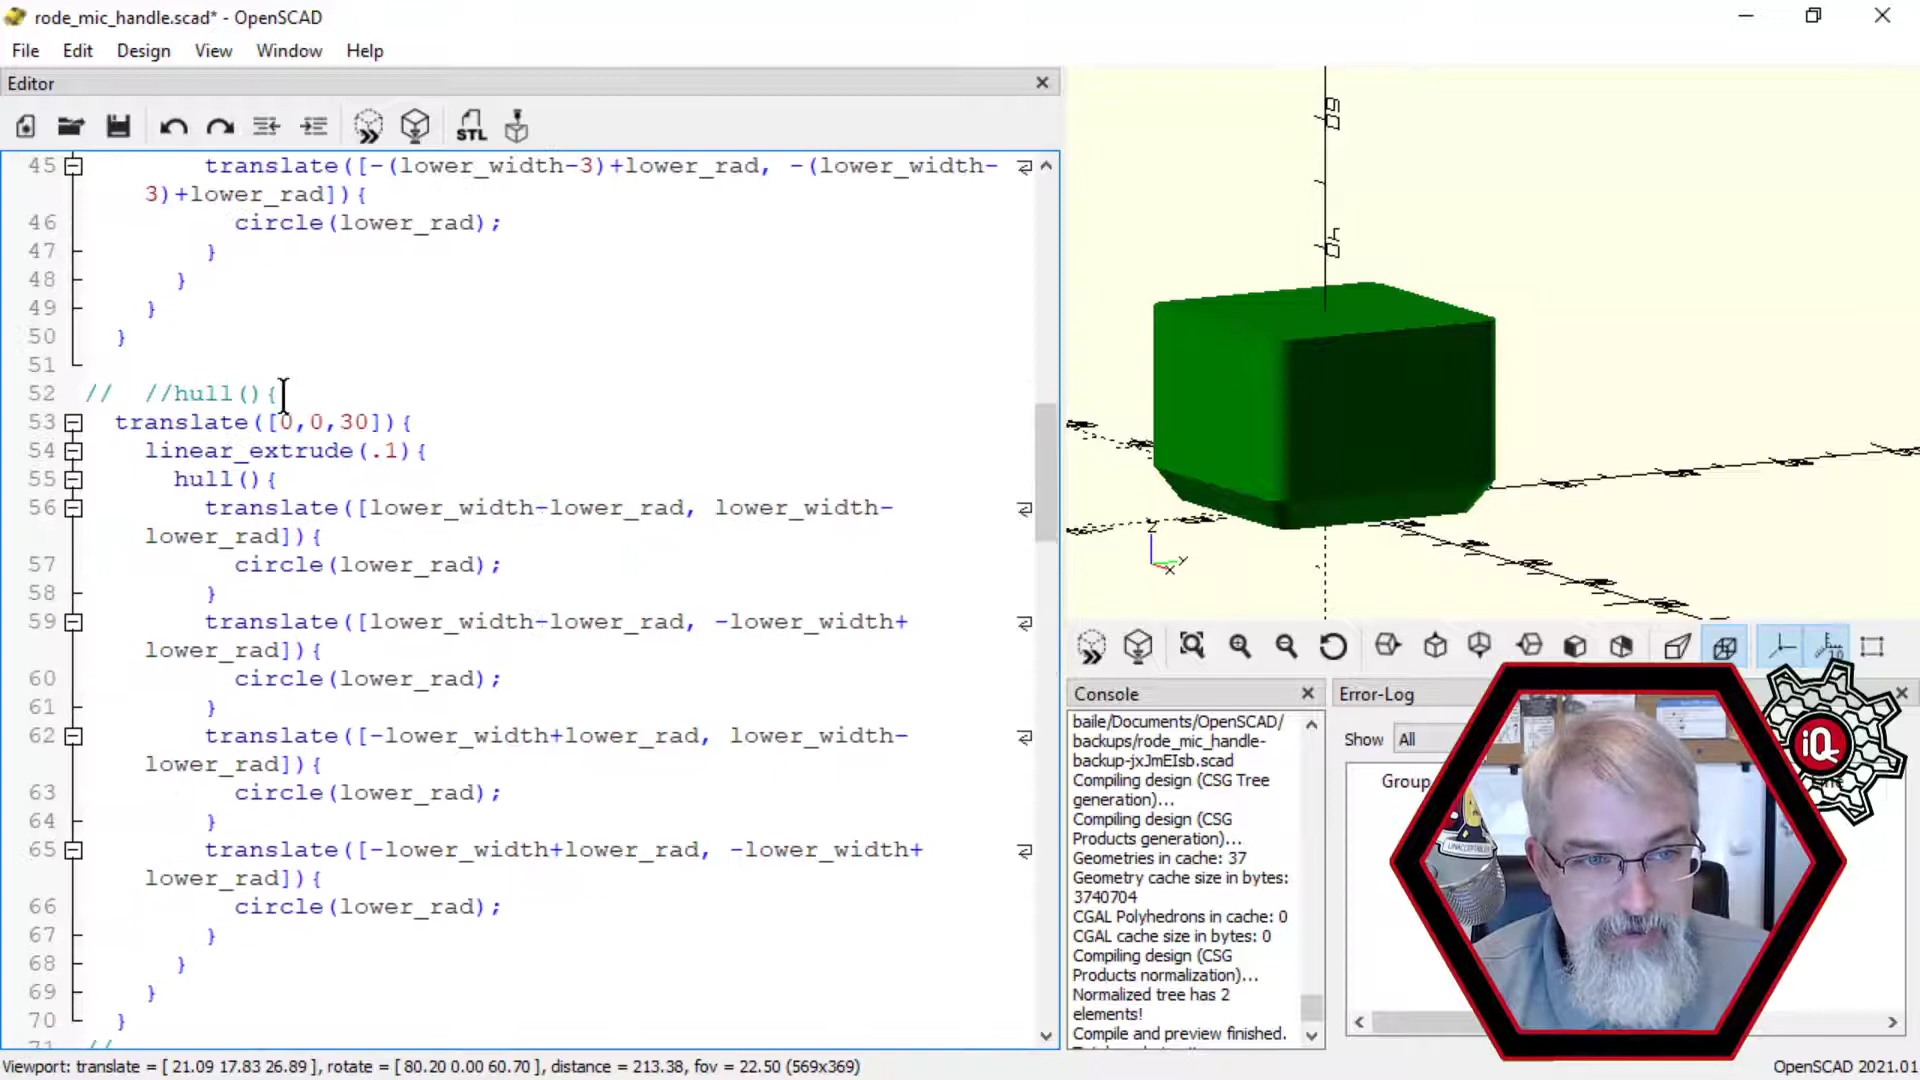 rode_mic_handle.scad* - OpenSCAD
File Edit Design View Window Help
Editor
STL
45 translate([-(lower_width-3)+lower_rad, -(lower_width-
3)+lower_rad]){
46 circle(lower_rad);
47 }
48 }
49 }
50 }
51
52 // //hull(){
53 translate([0,0,30]){
54 linear_extrude(.1){
55 hull(){
56 translate([lower_width-lower_rad, lower_width-
lower_rad]){
57 circle(lower_rad);
58 }
59 translate([lower_width-lower_rad, -lower_width+
lower_rad]){
60 circle(lower_rad);
61 }
62 translate([-lower_width+lower_rad, lower_width-
lower_rad]){
63 circle(lower_rad);
64 }
65 translate([-lower_width+lower_rad, -lower_width+
lower_rad]){
66 circle(lower_rad);
67 }
68 }
69 }
70 }
71 //
Console
baile/Documents/OpenSCAD/
backups/rode_mic_handle-
backup-jxJmEIsb.scad
Compiling design (CSG Tree
generation)...
Compiling design (CSG
Products generation)...
Geometries in cache: 37
Geometry cache size in bytes:
3740704
CGAL Polyhedrons in cache: 0
CGAL cache size in bytes: 0
Compiling design (CSG
Products normalization)...
Normalized tree has 2
elements!
Compile and preview finished.
Error-Log
Show All
Group
iQ
Viewport: translate = [ 21.09 17.83 26.89 ], rotate = [ 80.20 0.00 60.70 ], distance = 213.38, fov = 22.50 (569x369)
OpenSCAD 2021.01